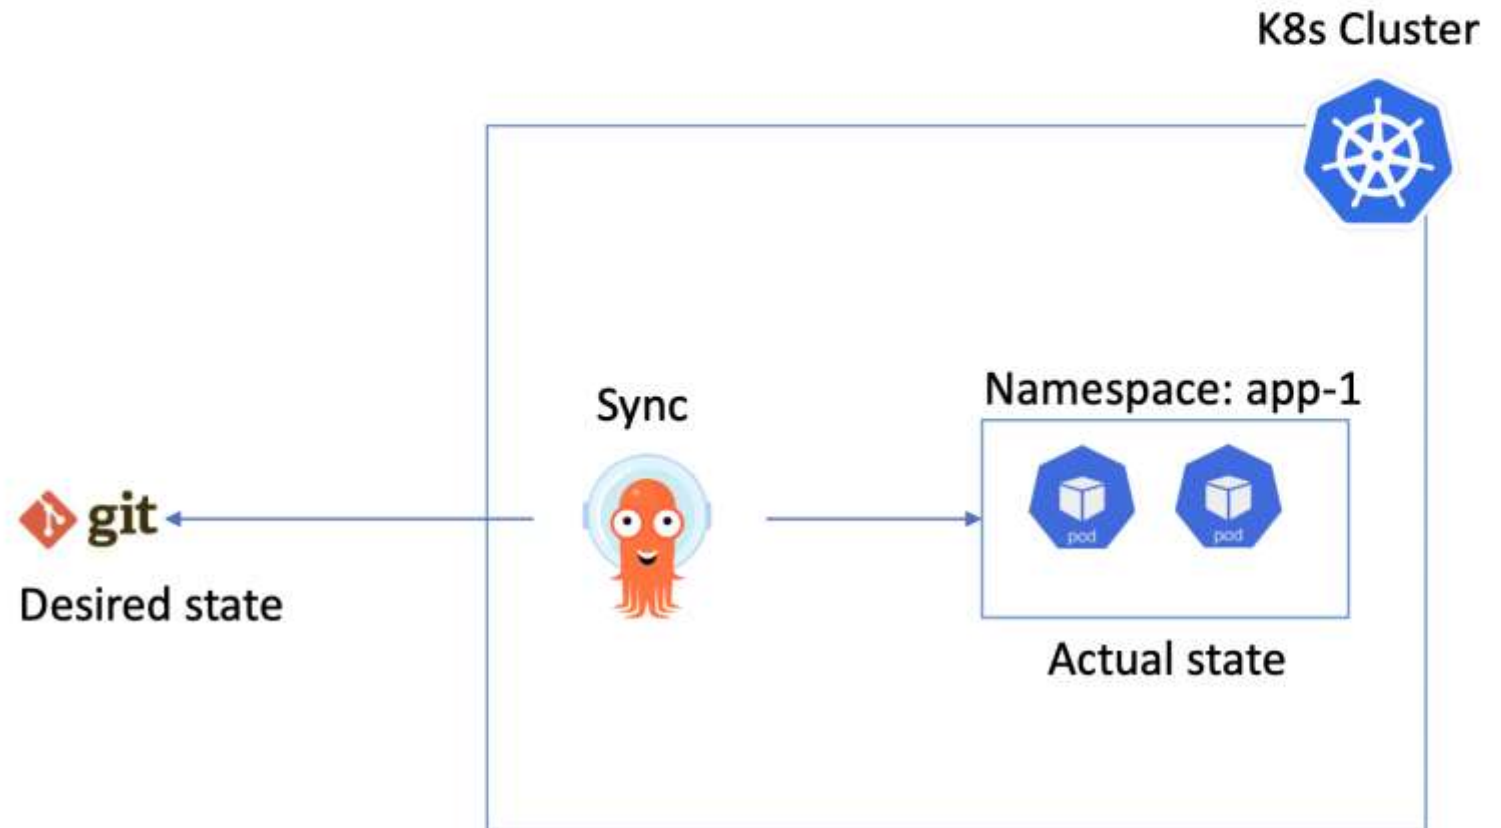 K8s Cluster
Sync
Namespace: app-1
pod
pod
git
Desired state
Actual state